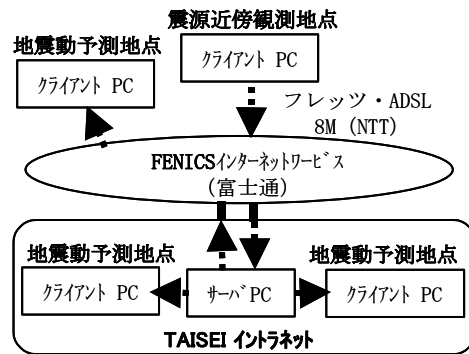 震源近傍観測地点
地震動予測地点
クライアント PC
クライアント PC
フレッツ・ADSL
8M (NTT)
FENICSインターネットワービス
(富士通)
地震動予測地点
地震動予測地点
クライアント PC
サーバPC
クライアント PC
TAISEI イントラネット